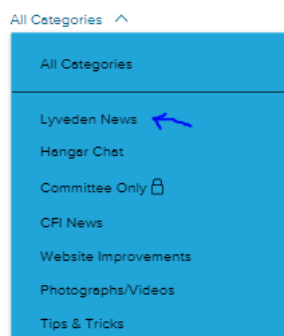 All Categories
All Categories
Lyveden News
Hangar Chat
Committee Only
CFI News
Website Improvements
Photographs/Videos
Tips & Tricks